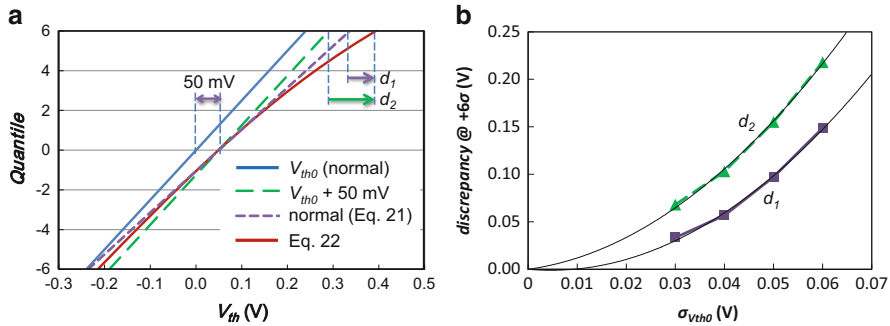 a
6
4
2
0
-2
-4
-6
Quantile
50 mV
d1
d2
Vth0 (normal)
Vth0 + 50 mV
normal (Eq. 21)
Eq. 22
-0.3 -0.2 -0.1 0.0 0.1 0.2 0.3 0.4 0.5
Vth (V)
b
0.25
0.20
0.15
0.10
0.05
0.00
discrepancy @ +6σ (V)
d2
d1
0 0.01 0.02 0.03 0.04 0.05 0.06 0.07
σVth0 (V)